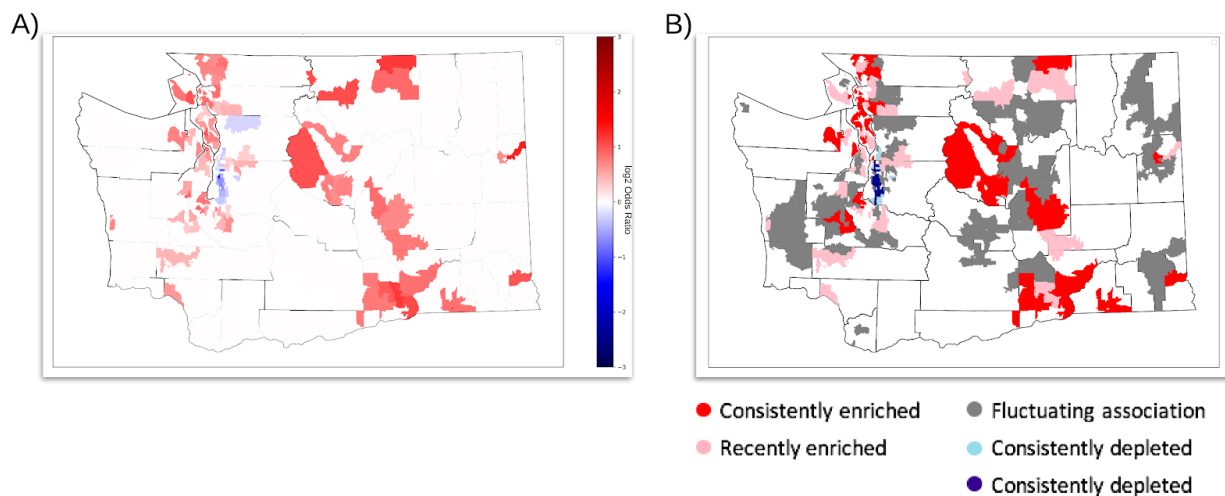 A)
B)
3
2
1
0
−1
−2
−3
log2 Odds Ratio
Consistently enriched
Fluctuating association
Recently enriched
Consistently depleted
Consistently depleted